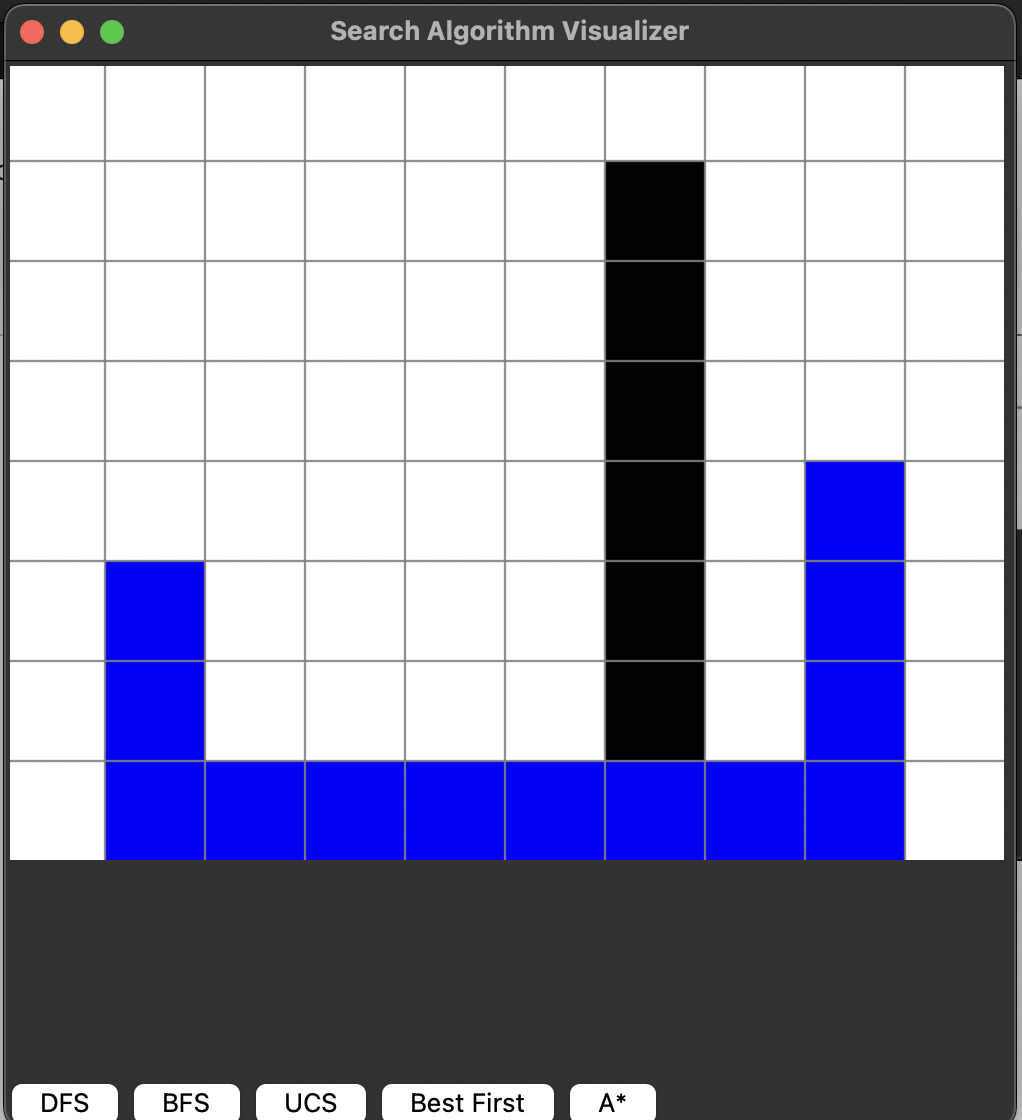 Search Algorithm Visualizer
DFS BFS UCS Best First A*